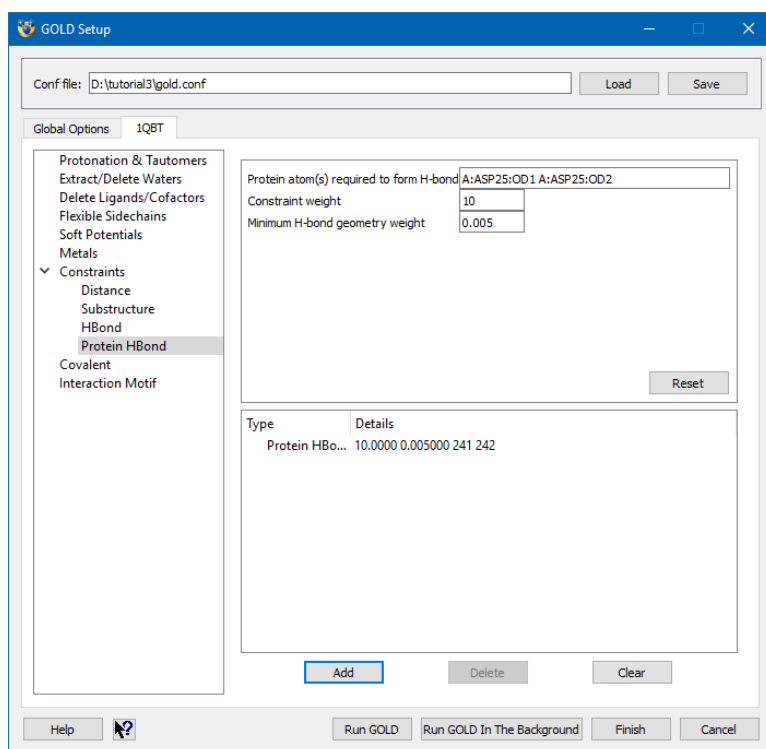 GOLD Setup
Conf file: D:\tutorial3\gold.conf Load Save
Global Options 1QBT
Protonation & Tautomers
Extract/Delete Waters
Delete Ligands/Cofactors
Flexible Sidechains
Soft Potentials
Metals
Constraints
Distance
Substructure
HBond
Protein HBond
Covalent
Interaction Motif
Protein atom(s) required to form H-bond A:ASP25:OD1 A:ASP25:OD2
Constraint weight 10
Minimum H-bond geometry weight 0.005
Reset
Type Details
Protein HBo... 10.0000 0.005000 241 242
Add Delete Clear
Help ? Run GOLD Run GOLD In The Background Finish Cancel